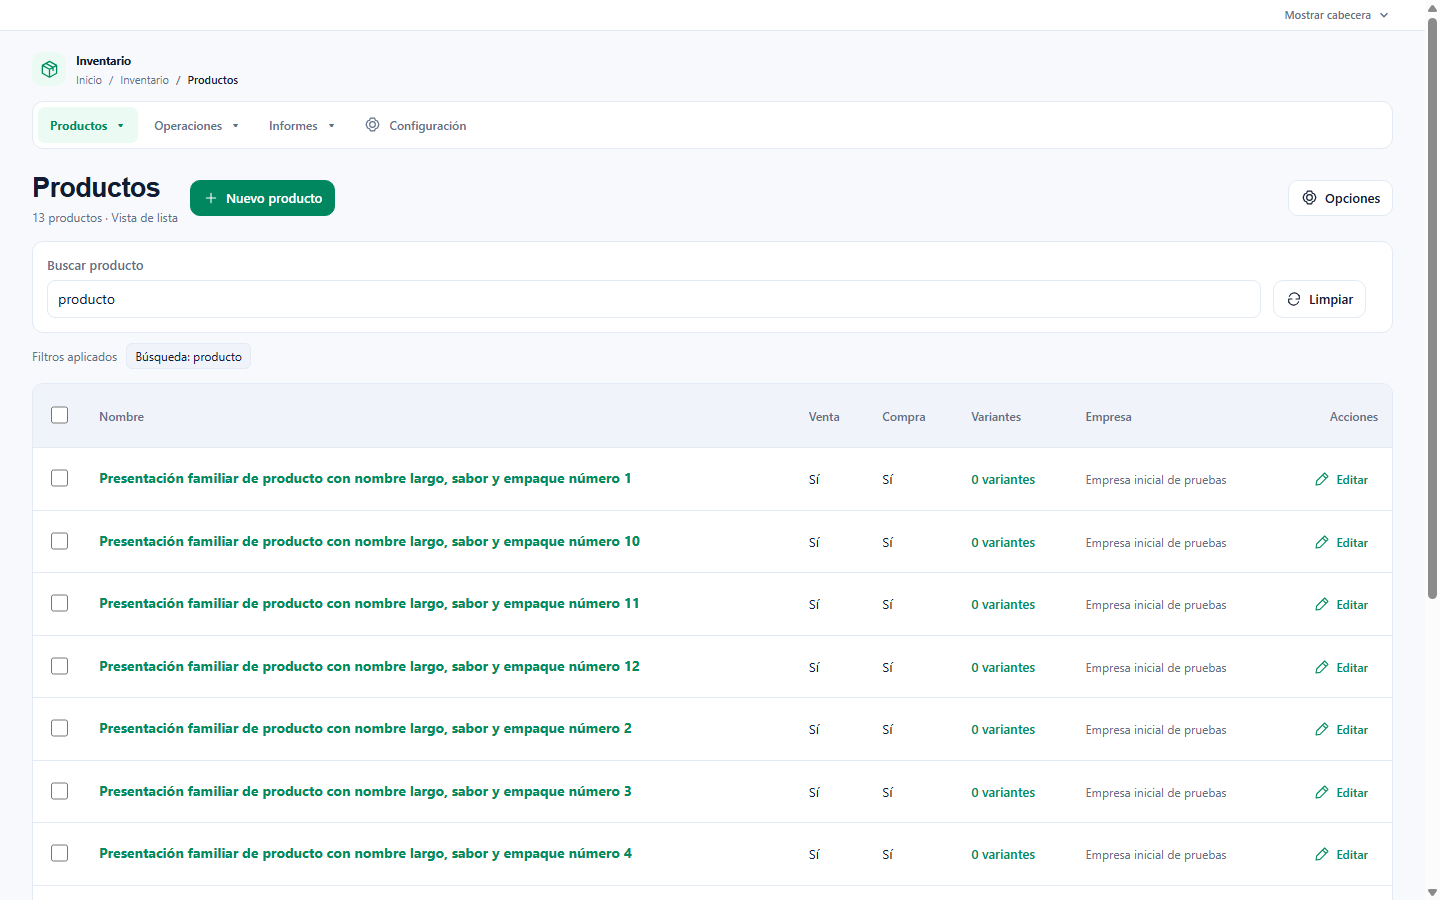 Mostrar cabecera
Inventario
Inicio / Inventario / Productos
Productos Operaciones Informes Configuración
Productos
Nuevo producto
Opciones
13 productos · Vista de lista
Buscar producto
producto
Limpiar
Filtros aplicados Búsqueda: producto
Nombre Venta Compra Variantes Empresa Acciones
Presentación familiar de producto con nombre largo, sabor y empaque número 1 Sí Sí 0 variantes Empresa inicial de pruebas Editar
Presentación familiar de producto con nombre largo, sabor y empaque número 10 Sí Sí 0 variantes Empresa inicial de pruebas Editar
Presentación familiar de producto con nombre largo, sabor y empaque número 11 Sí Sí 0 variantes Empresa inicial de pruebas Editar
Presentación familiar de producto con nombre largo, sabor y empaque número 12 Sí Sí 0 variantes Empresa inicial de pruebas Editar
Presentación familiar de producto con nombre largo, sabor y empaque número 2 Sí Sí 0 variantes Empresa inicial de pruebas Editar
Presentación familiar de producto con nombre largo, sabor y empaque número 3 Sí Sí 0 variantes Empresa inicial de pruebas Editar
Presentación familiar de producto con nombre largo, sabor y empaque número 4 Sí Sí 0 variantes Empresa inicial de pruebas Editar